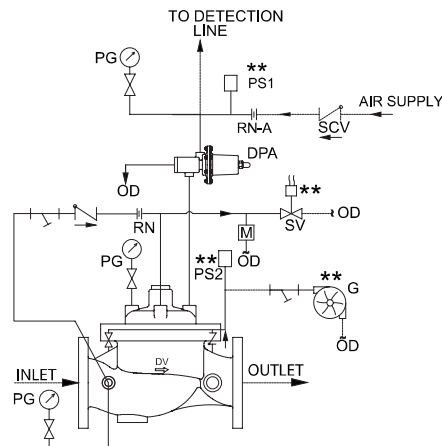 TO DETECTION
LINE
PG
**
PS1
AIR SUPPLY
RN-A
SCV
DPA
OD
**
RN
SV
OD
M
OD
PG
**
PS2
**
G
OD
DV
INLET
OUTLET
PG